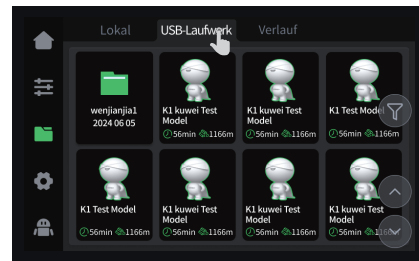 Lokal USB-Laufwerk Verlauf
wenjianjia1
2024 06 05
K1 kuwei Test
Model
56min 1166m
K1 kuwei Test
Model
56min 1166m
K1 Test Model
56min 1166m
K1 Test Model
56min 1166m
K1 kuwei Test
Model
56min 1166m
K1 kuwei Test
Model
56min 1166m
K1 kuwei Test
Model
56min 1166m